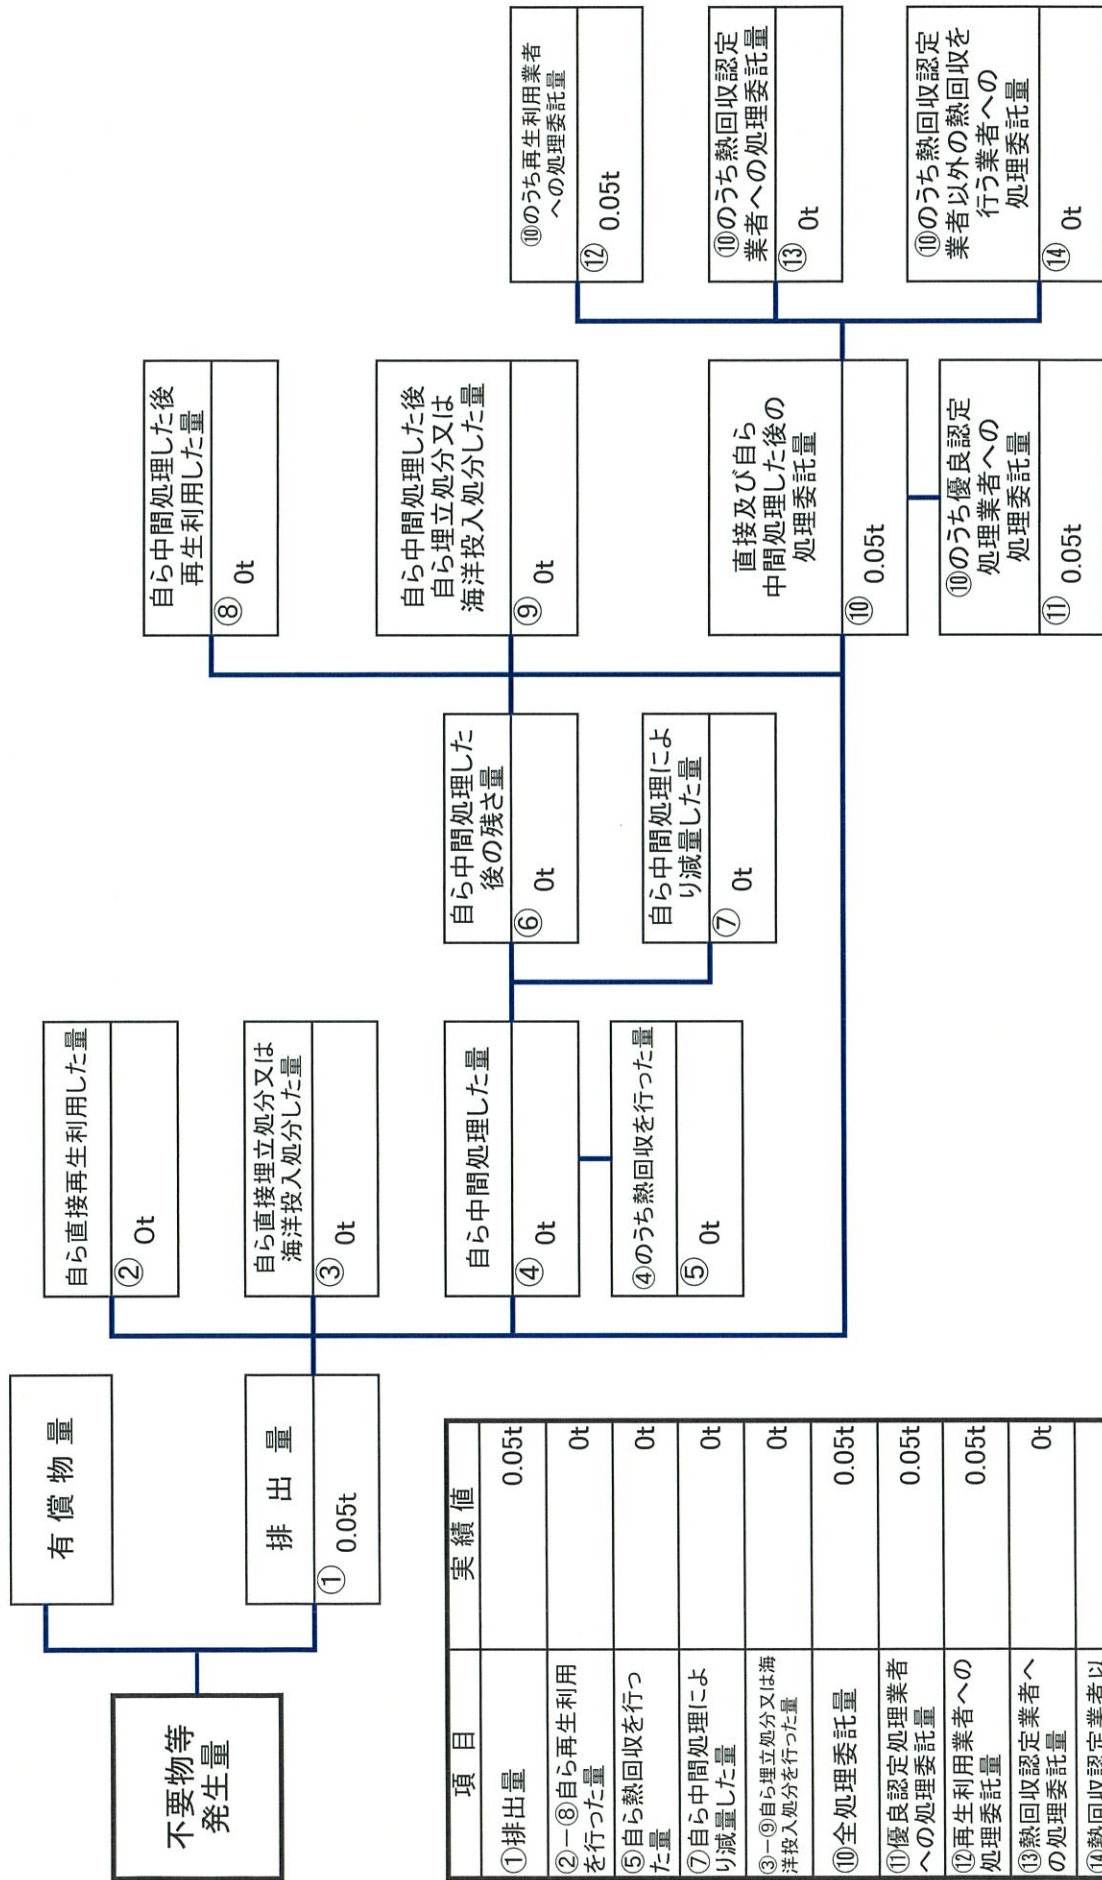 不要物等
発生量
有償物量
排出量
① 0.05t
自ら直接再生利用した量
② 0t
自ら直接埋立処分又は
海洋投入処分した量
③ 0t
自ら中間処理した量
④ 0t
④のうち熱回収を行った量
⑤ 0t
自ら中間処理した
後の残さ量
⑥ 0t
自ら中間処理によ
り減量した量
⑦ 0t
自ら中間処理した後
再生利用した量
⑧ 0t
自ら中間処理した後
自ら埋立処分又は
海洋投入処分した量
⑨ 0t
直接及び自ら
中間処理した後の
処理委託量
⑩ 0.05t
⑩のうち優良認定
処理業者への
処理委託量
⑪ 0.05t
⑩のうち再生利用業者
への処理委託量
⑫ 0.05t
⑩のうち熱回収認定
業者への処理委託量
⑬ 0t
⑩のうち熱回収認定
業者以外の熱回収を
行う業者への
処理委託量
⑭ 0t
項目 実績値
①排出量 0.05t
②-⑧自ら再生利用
を行った量 0t
⑤自ら熱回収を行っ
た量 0t
⑦自ら中間処理によ
り減量した量 0t
③-⑨自ら埋立処分又は海
洋投入処分を行った量 0t
⑩全処理委託量 0.05t
⑪優良認定処理業者
への処理委託量 0.05t
⑫再生利用業者への
処理委託量 0.05t
⑬熱回収認定業者へ
の処理委託量 0t
⑭熱回収認定業者以